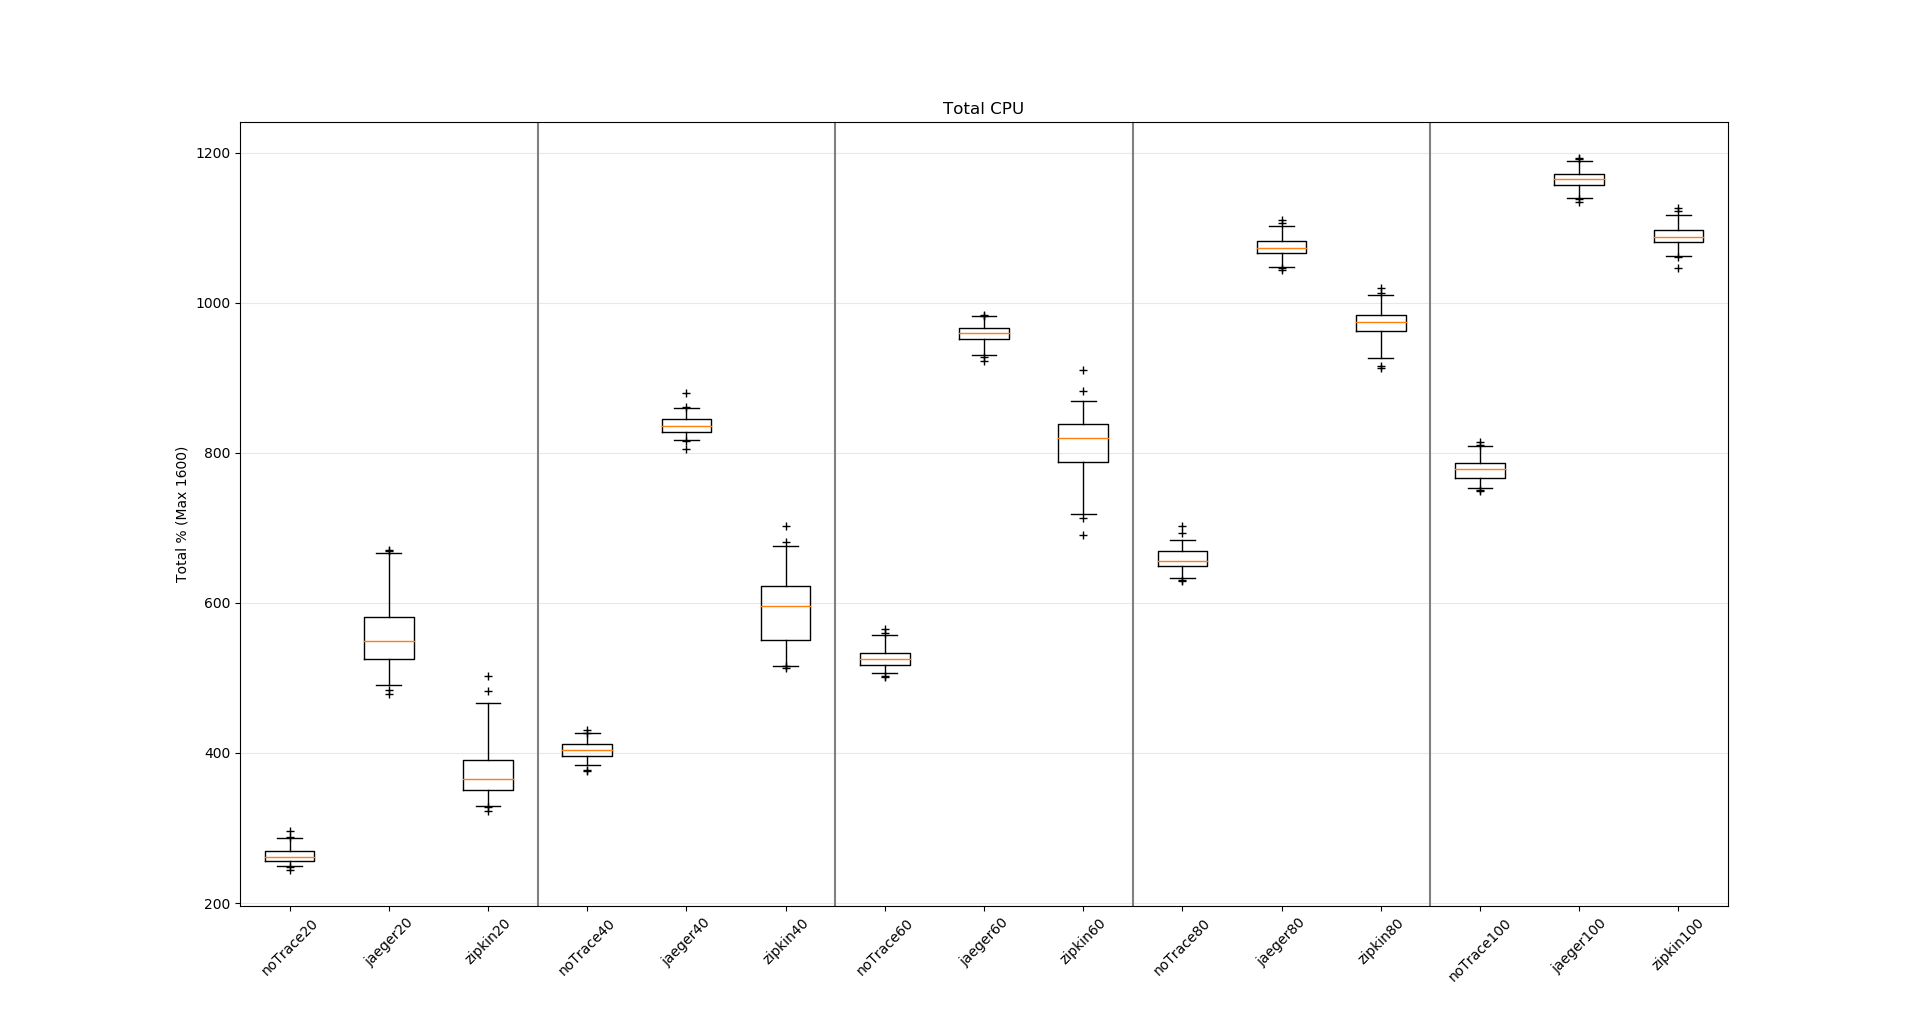 Total CPU
Total % (Max 1600)
1200
1000
800
600
400
200
noTrace20
jaeger20
zipkin20
noTrace40
jaeger40
zipkin40
noTrace60
jaeger60
zipkin60
noTrace80
jaeger80
zipkin80
noTrace100
jaeger100
zipkin100